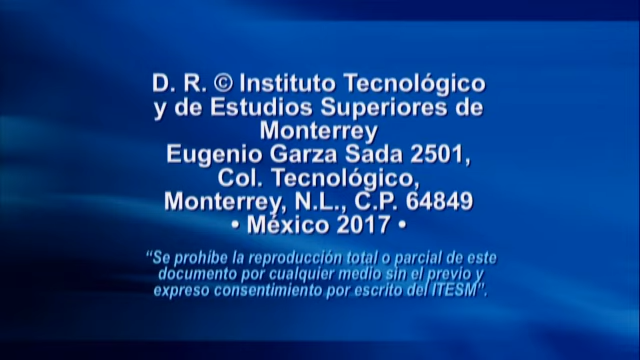 D. R. © Instituto Tecnológico
y de Estudios Superiores de
Monterrey
Eugenio Garza Sada 2501,
Col. Tecnológico,
Monterrey, N.L., C.P. 64849
• México 2017 •
“Se prohíbe la reproducción total o parcial de este
documento por cualquier medio sin el previo y
expreso consentimiento por escrito del ITESM”.